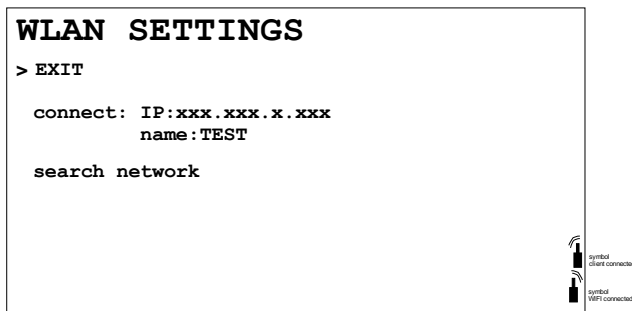 WLAN SETTINGS
> EXIT
connect: IP:xxx.xxx.x.xxx
name:TEST
search network
symbol
client connected
symbol
WIFI connected